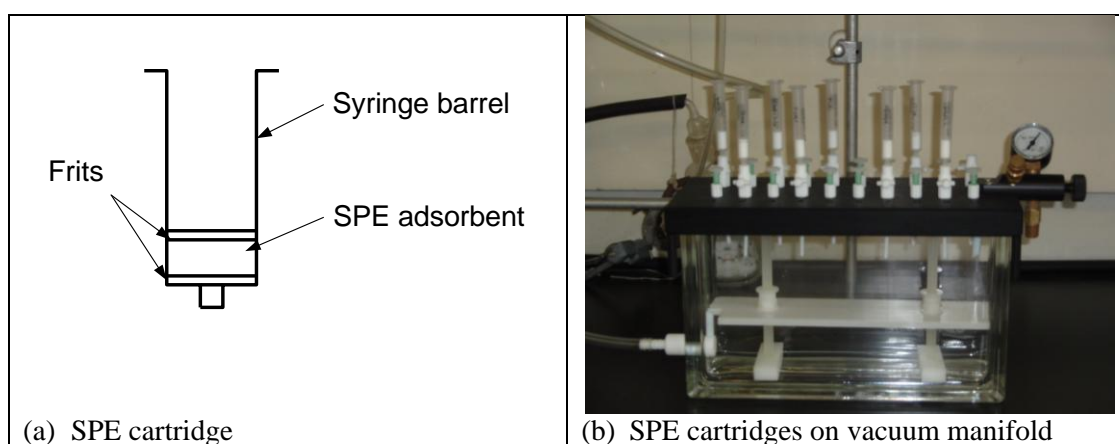 Syringe barrel
Frits
SPE adsorbent
(a) SPE cartridge
(b) SPE cartridges on vacuum manifold